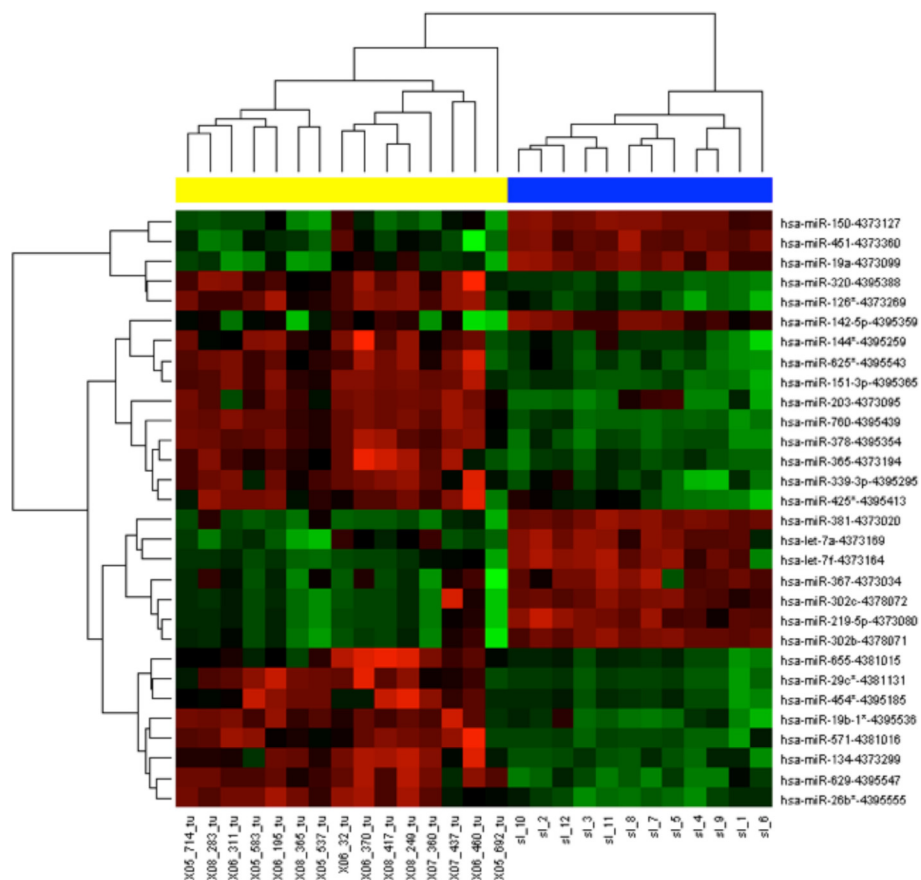 hsa-miR-150-4373127
hsa-miR-451-4373360
hsa-miR-19a-4373099
hsa-miR-320-4395388
hsa-miR-126*-4373269
hsa-miR-142-5p-4395359
hsa-miR-144*-4395259
hsa-miR-625*-4395543
hsa-miR-151-3p-4395365
hsa-miR-203-4373095
hsa-miR-760-4395439
hsa-miR-378-4395354
hsa-miR-365-4373194
hsa-miR-339-3p-4395295
hsa-miR-425*-4395413
hsa-miR-381-4373020
hsa-let-7a-4373169
hsa-let-7f-4373164
hsa-miR-367-4373034
hsa-miR-302c-4378072
hsa-miR-219-5p-4373080
hsa-miR-302b-4378071
hsa-miR-655-4381015
hsa-miR-29c*-4381131
hsa-miR-454*-4395185
hsa-miR-19b-1*-4395536
hsa-miR-571-4381016
hsa-miR-134-4373299
hsa-miR-629-4395547
hsa-miR-26b*-4395555
X05_714_tu
X08_283_tu
X06_311_tu
X05_583_tu
X06_195_tu
X08_365_tu
X05_537_tu
X06_32_tu
X06_370_tu
X08_417_tu
X08_249_tu
X07_360_tu
X07_437_tu
X06_460_tu
X05_692_tu
sl_10
sl_2
sl_12
sl_3
sl_11
sl_8
sl_7
sl_5
sl_4
sl_9
sl_1
sl_6